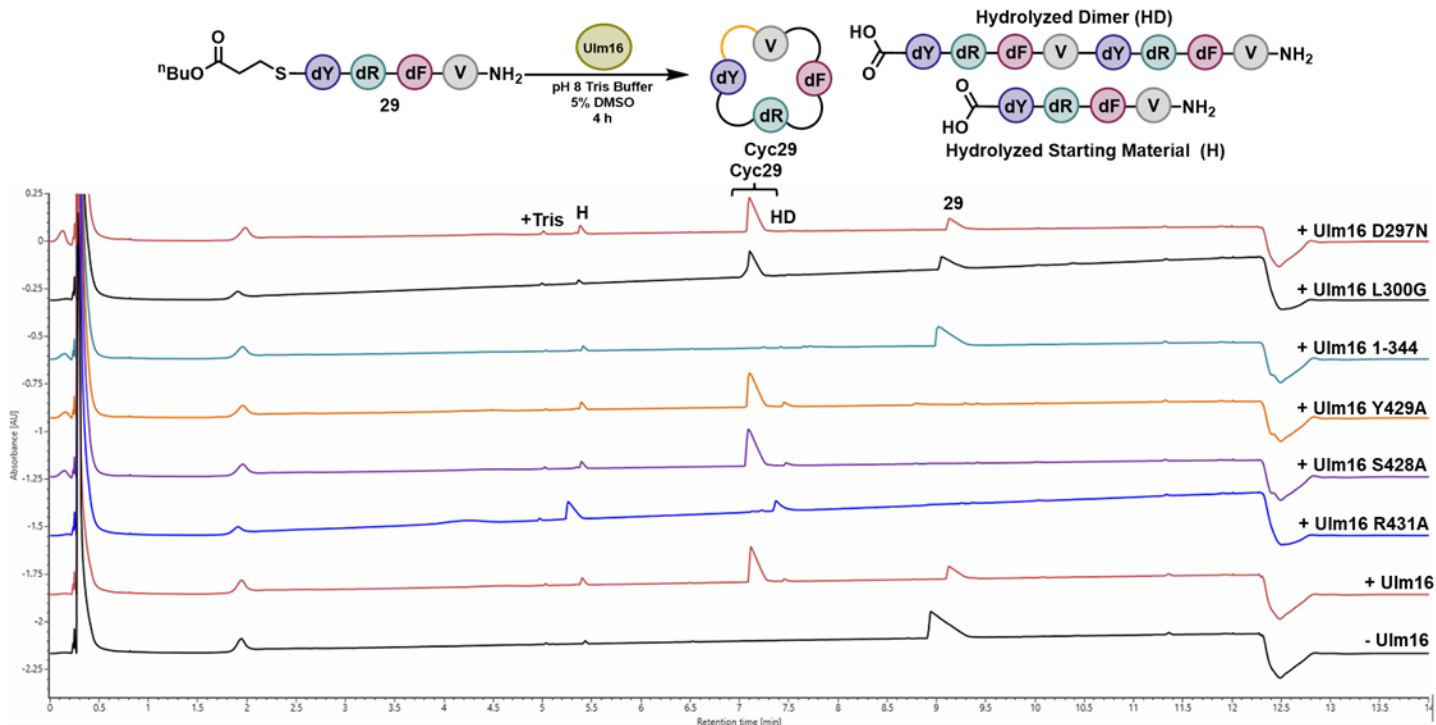 Hydrolyzed Dimer (HD)
O
ⁿBuO
S
dY
dR
dF
V
NH₂
29
Ulm16
pH 8 Tris Buffer
5% DMSO
4 h
V
dY
dF
dR
Cyc29
HO
O
dY
dR
dF
V
dY
dR
dF
V
NH₂
O
HO
dY
dR
dF
V
NH₂
Hydrolyzed Starting Material (H)
Cyc29
+Tris
H
HD
29
+ Ulm16 D297N
+ Ulm16 L300G
+ Ulm16 1-344
+ Ulm16 Y429A
+ Ulm16 S428A
+ Ulm16 R431A
+ Ulm16
- Ulm16
Absorbance [AU]
0.25
0
-0.25
-0.5
-0.75
-1
-1.25
-1.5
-1.75
-2
-2.25
0 0.5 1 1.5 2 2.5 3 3.5 4 4.5 5 5.5 6 6.5 7 7.5 8 8.5 9 9.5 10 10.5 11 11.5 12 12.5 13 13.5 14
Retention time [min]